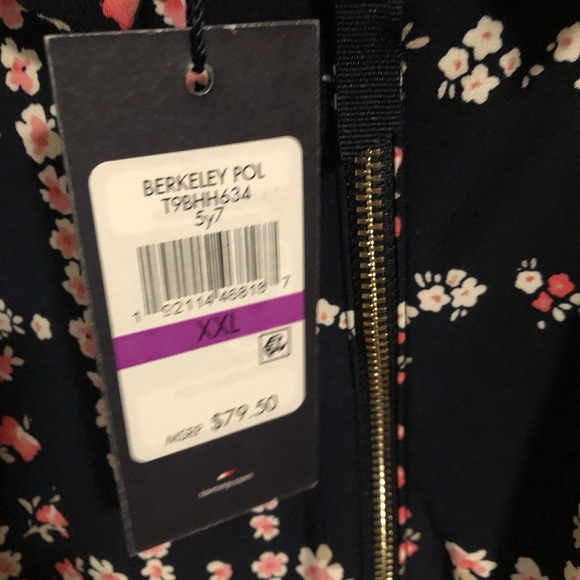 BERKELEY POL
T9BHH634
5y7
1 92114 46818 7
XXL
MSRP $79.50